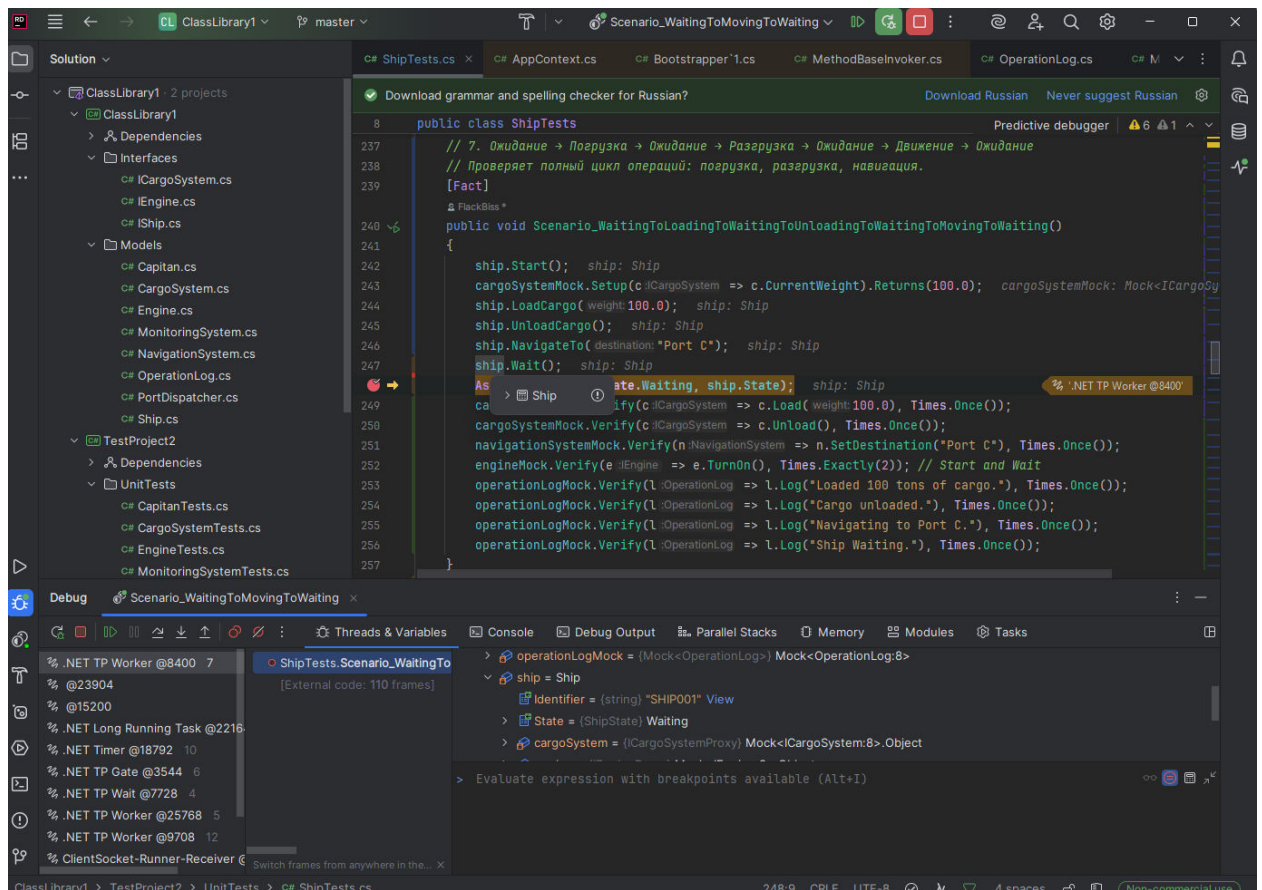 RD CL ClassLibrary1 master Scenario_WaitingToMovingToWaiting
Solution
ShipTests.cs AppContext.cs Bootstrapper`1.cs MethodBaseInvoker.cs OperationLog.cs C# M
ClassLibrary1 · 2 projects
ClassLibrary1
Dependencies
Interfaces
C# ICargoSystem.cs
C# IEngine.cs
C# IShip.cs
Models
C# Capitan.cs
C# CargoSystem.cs
C# Engine.cs
C# MonitoringSystem.cs
C# NavigationSystem.cs
C# OperationLog.cs
C# PortDispatcher.cs
C# Ship.cs
TestProject2
Dependencies
UnitTests
C# CapitanTests.cs
C# CargoSystemTests.cs
C# EngineTests.cs
C# MonitoringSystemTests.cs
Download grammar and spelling checker for Russian? Download Russian Never suggest Russian
8 public class ShipTests Predictive debugger 6 1
237 // 7. Ожидание → Погрузка → Ожидание → Разгрузка → Ожидание → Движение → Ожидание
238 // Проверяет полный цикл операций: погрузка, разгрузка, навигация.
239 [Fact]
FlackBiss *
240 public void Scenario_WaitingToLoadingToWaitingToUnloadingToWaitingToMovingToWaiting()
241 {
242 ship.Start(); ship: Ship
243 cargoSystemMock.Setup(c :ICargoSystem => c.CurrentWeight).Returns(100.0); cargoSystemMock: Mock<ICargoSy
244 ship.LoadCargo( weight: 100.0); ship: Ship
245 ship.UnloadCargo(); ship: Ship
246 ship.NavigateTo( destination: "Port C"); ship: Ship
247 ship.Wait(); ship: Ship
As ate.Waiting, ship.State); ship: Ship '.NET TP Worker @8400'
Ship
249 ca ify(c :ICargoSystem => c.Load( weight: 100.0), Times.Once());
250 cargoSystemMock.Verify(c :ICargoSystem => c.Unload(), Times.Once());
251 navigationSystemMock.Verify(n :NavigationSystem => n.SetDestination("Port C"), Times.Once());
252 engineMock.Verify(e :IEngine => e.TurnOn(), Times.Exactly(2)); // Start and Wait
253 operationLogMock.Verify(l :OperationLog => l.Log("Loaded 100 tons of cargo."), Times.Once());
254 operationLogMock.Verify(l :OperationLog => l.Log("Cargo unloaded."), Times.Once());
255 operationLogMock.Verify(l :OperationLog => l.Log("Navigating to Port C."), Times.Once());
256 operationLogMock.Verify(l :OperationLog => l.Log("Ship Waiting."), Times.Once());
257 }
Debug Scenario_WaitingToMovingToWaiting
Threads & Variables Console Debug Output Parallel Stacks Memory Modules Tasks
.NET TP Worker @8400 7
@23904
@15200
.NET Long Running Task @2216
.NET Timer @18792 10
.NET TP Gate @3544 6
.NET TP Wait @7728 4
.NET TP Worker @25768 5
.NET TP Worker @9708 12
ClientSocket-Runner-Receiver @
ShipTests.Scenario_WaitingTo
[External code: 110 frames]
Switch frames from anywhere in the...
operationLogMock = {Mock<OperationLog>} Mock<OperationLog:8>
ship = Ship
Identifier = {string} "SHIP001" View
State = {ShipState} Waiting
cargoSystem = {ICargoSystemProxy} Mock<ICargoSystem:8>.Object
> Evaluate expression with breakpoints available (Alt+I)
ClassLibrary1 > TestProject2 > UnitTests > C# ShipTests.cs 248:9 CRLF UTF-8 4 spaces Non-commercial use